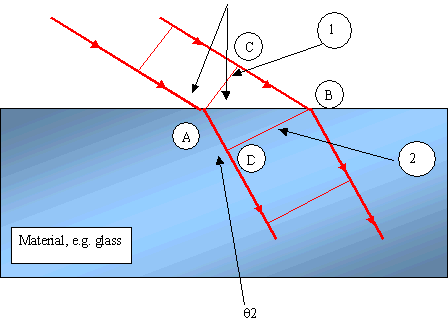 1
C
B
A
D
2
Material, e.g. glass
θ2